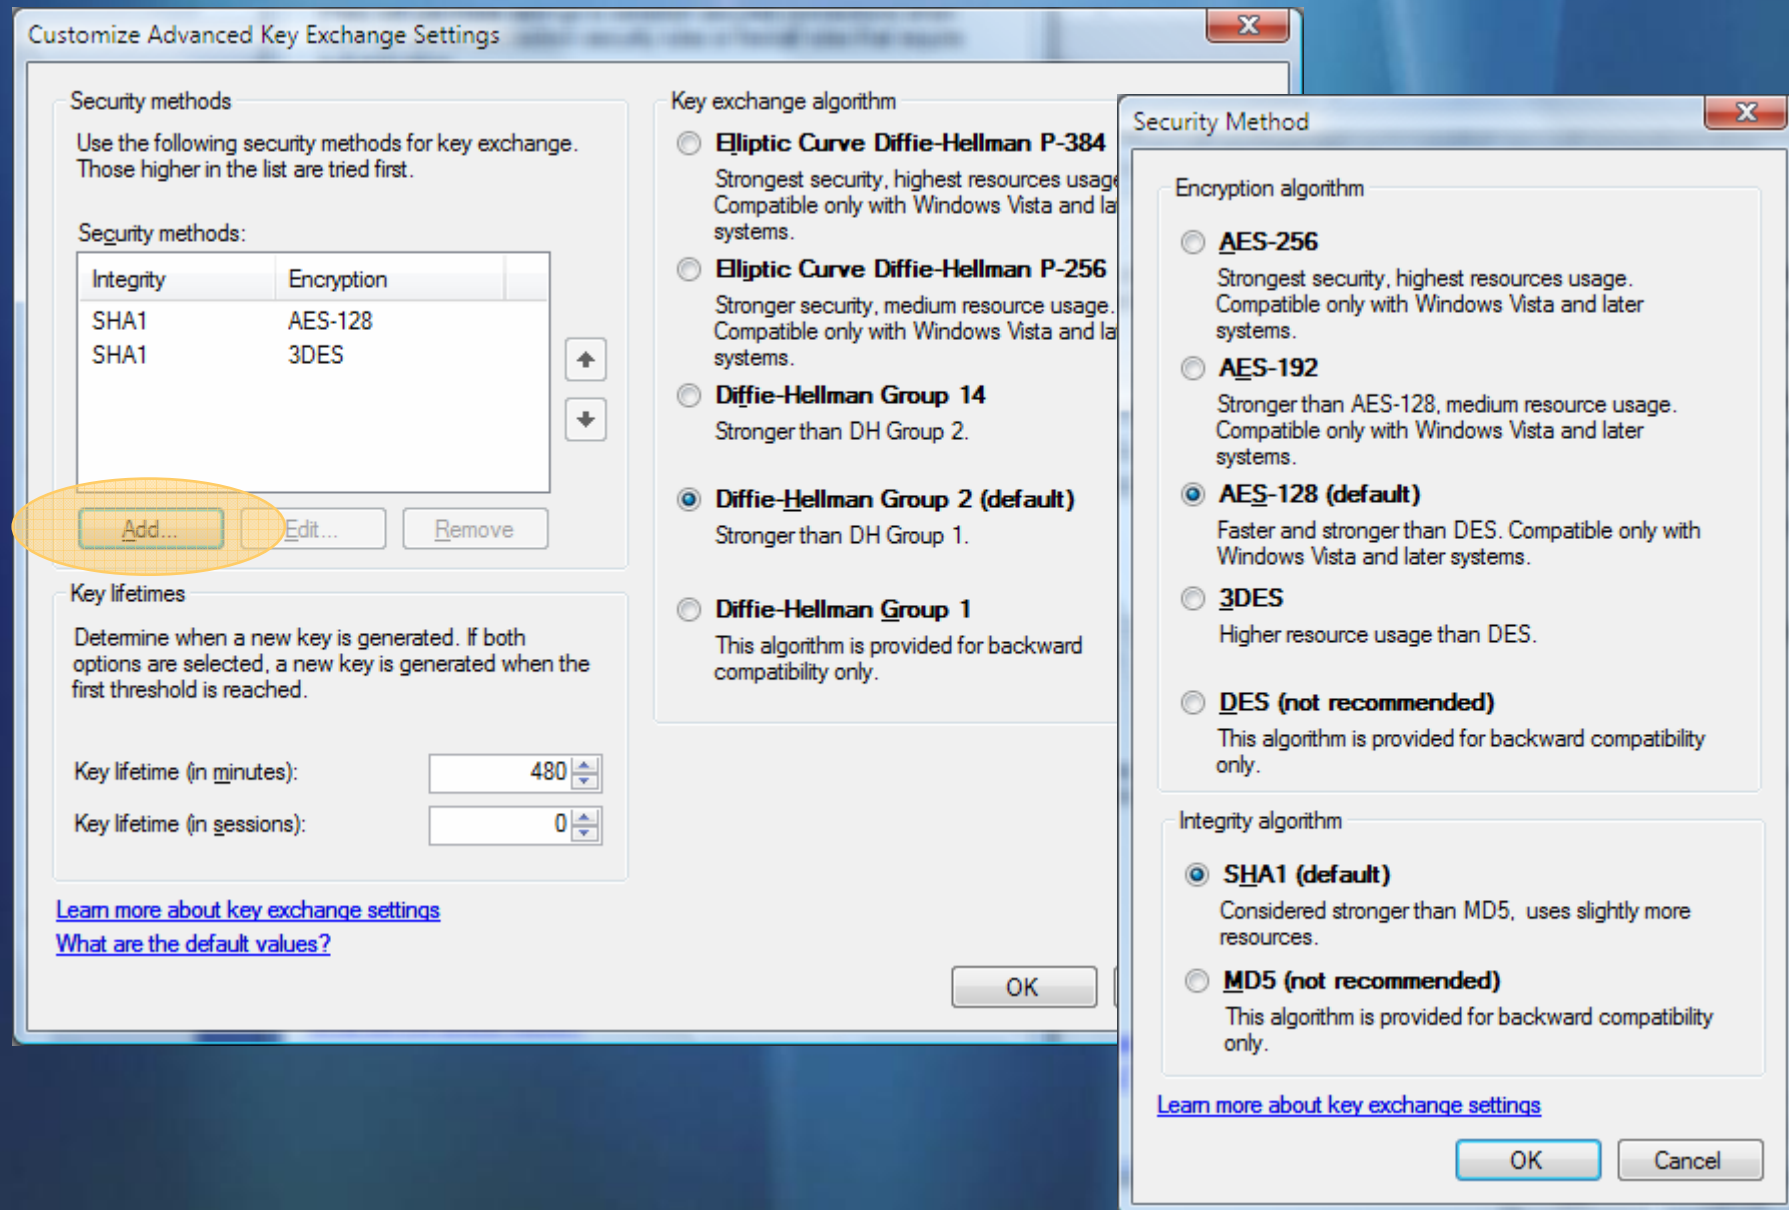 Customize Advanced Key Exchange Settings
Security methods
Use the following security methods for key exchange.
Those higher in the list are tried first.
Security methods:
Integrity Encryption
SHA1 AES-128
SHA1 3DES
Add... Edit... Remove
Key lifetimes
Determine when a new key is generated. If both
options are selected, a new key is generated when the
first threshold is reached.
Key lifetime (in minutes): 480
Key lifetime (in sessions): 0
Learn more about key exchange settings
What are the default values?
Key exchange algorithm
Elliptic Curve Diffie-Hellman P-384
Strongest security, highest resources usage
Compatible only with Windows Vista and
systems.
Elliptic Curve Diffie-Hellman P-256
Stronger security, medium resource usage.
Compatible only with Windows Vista and
systems.
Diffie-Hellman Group 14
Stronger than DH Group 2.
Diffie-Hellman Group 2 (default)
Stronger than DH Group 1.
Diffie-Hellman Group 1
This algorithm is provided for backward
compatibility only.
OK
Security Method
Encryption algorithm
AES-256
Strongest security, highest resources usage.
Compatible only with Windows Vista and later
systems.
AES-192
Stronger than AES-128, medium resource usage.
Compatible only with Windows Vista and later
systems.
AES-128 (default)
Faster and stronger than DES. Compatible only with
Windows Vista and later systems.
3DES
Higher resource usage than DES.
DES (not recommended)
This algorithm is provided for backward compatibility
only.
Integrity algorithm
SHA1 (default)
Considered stronger than MD5, uses slightly more
resources.
MD5 (not recommended)
This algorithm is provided for backward compatibility
only.
Learn more about key exchange settings
OK Cancel